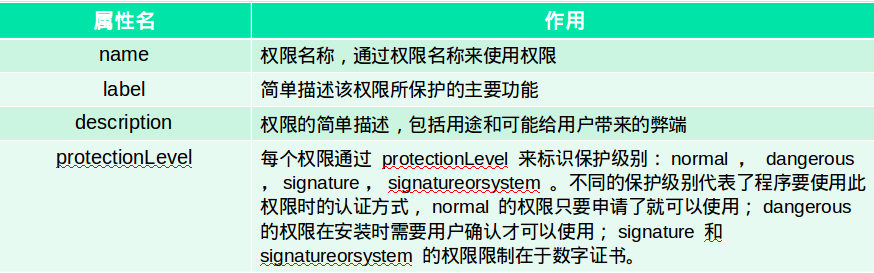 属性名 作用
name 权限名称，通过权限名称来使用权限
label 简单描述该权限所保护的主要功能
description 权限的简单描述，包括用途和可能给用户带来的弊端
protectionLevel 每个权限通过 protectionLevel 来标识保护级别： normal ， dangerous
， signature ， signatureorsystem 。不同的保护级别代表了程序要使用此
权限时的认证方式， normal 的权限只要申请了就可以使用； dangerous
的权限在安装时需要用户确认才可以使用； signature 和
signatureorsystem 的权限限制在于数字证书。